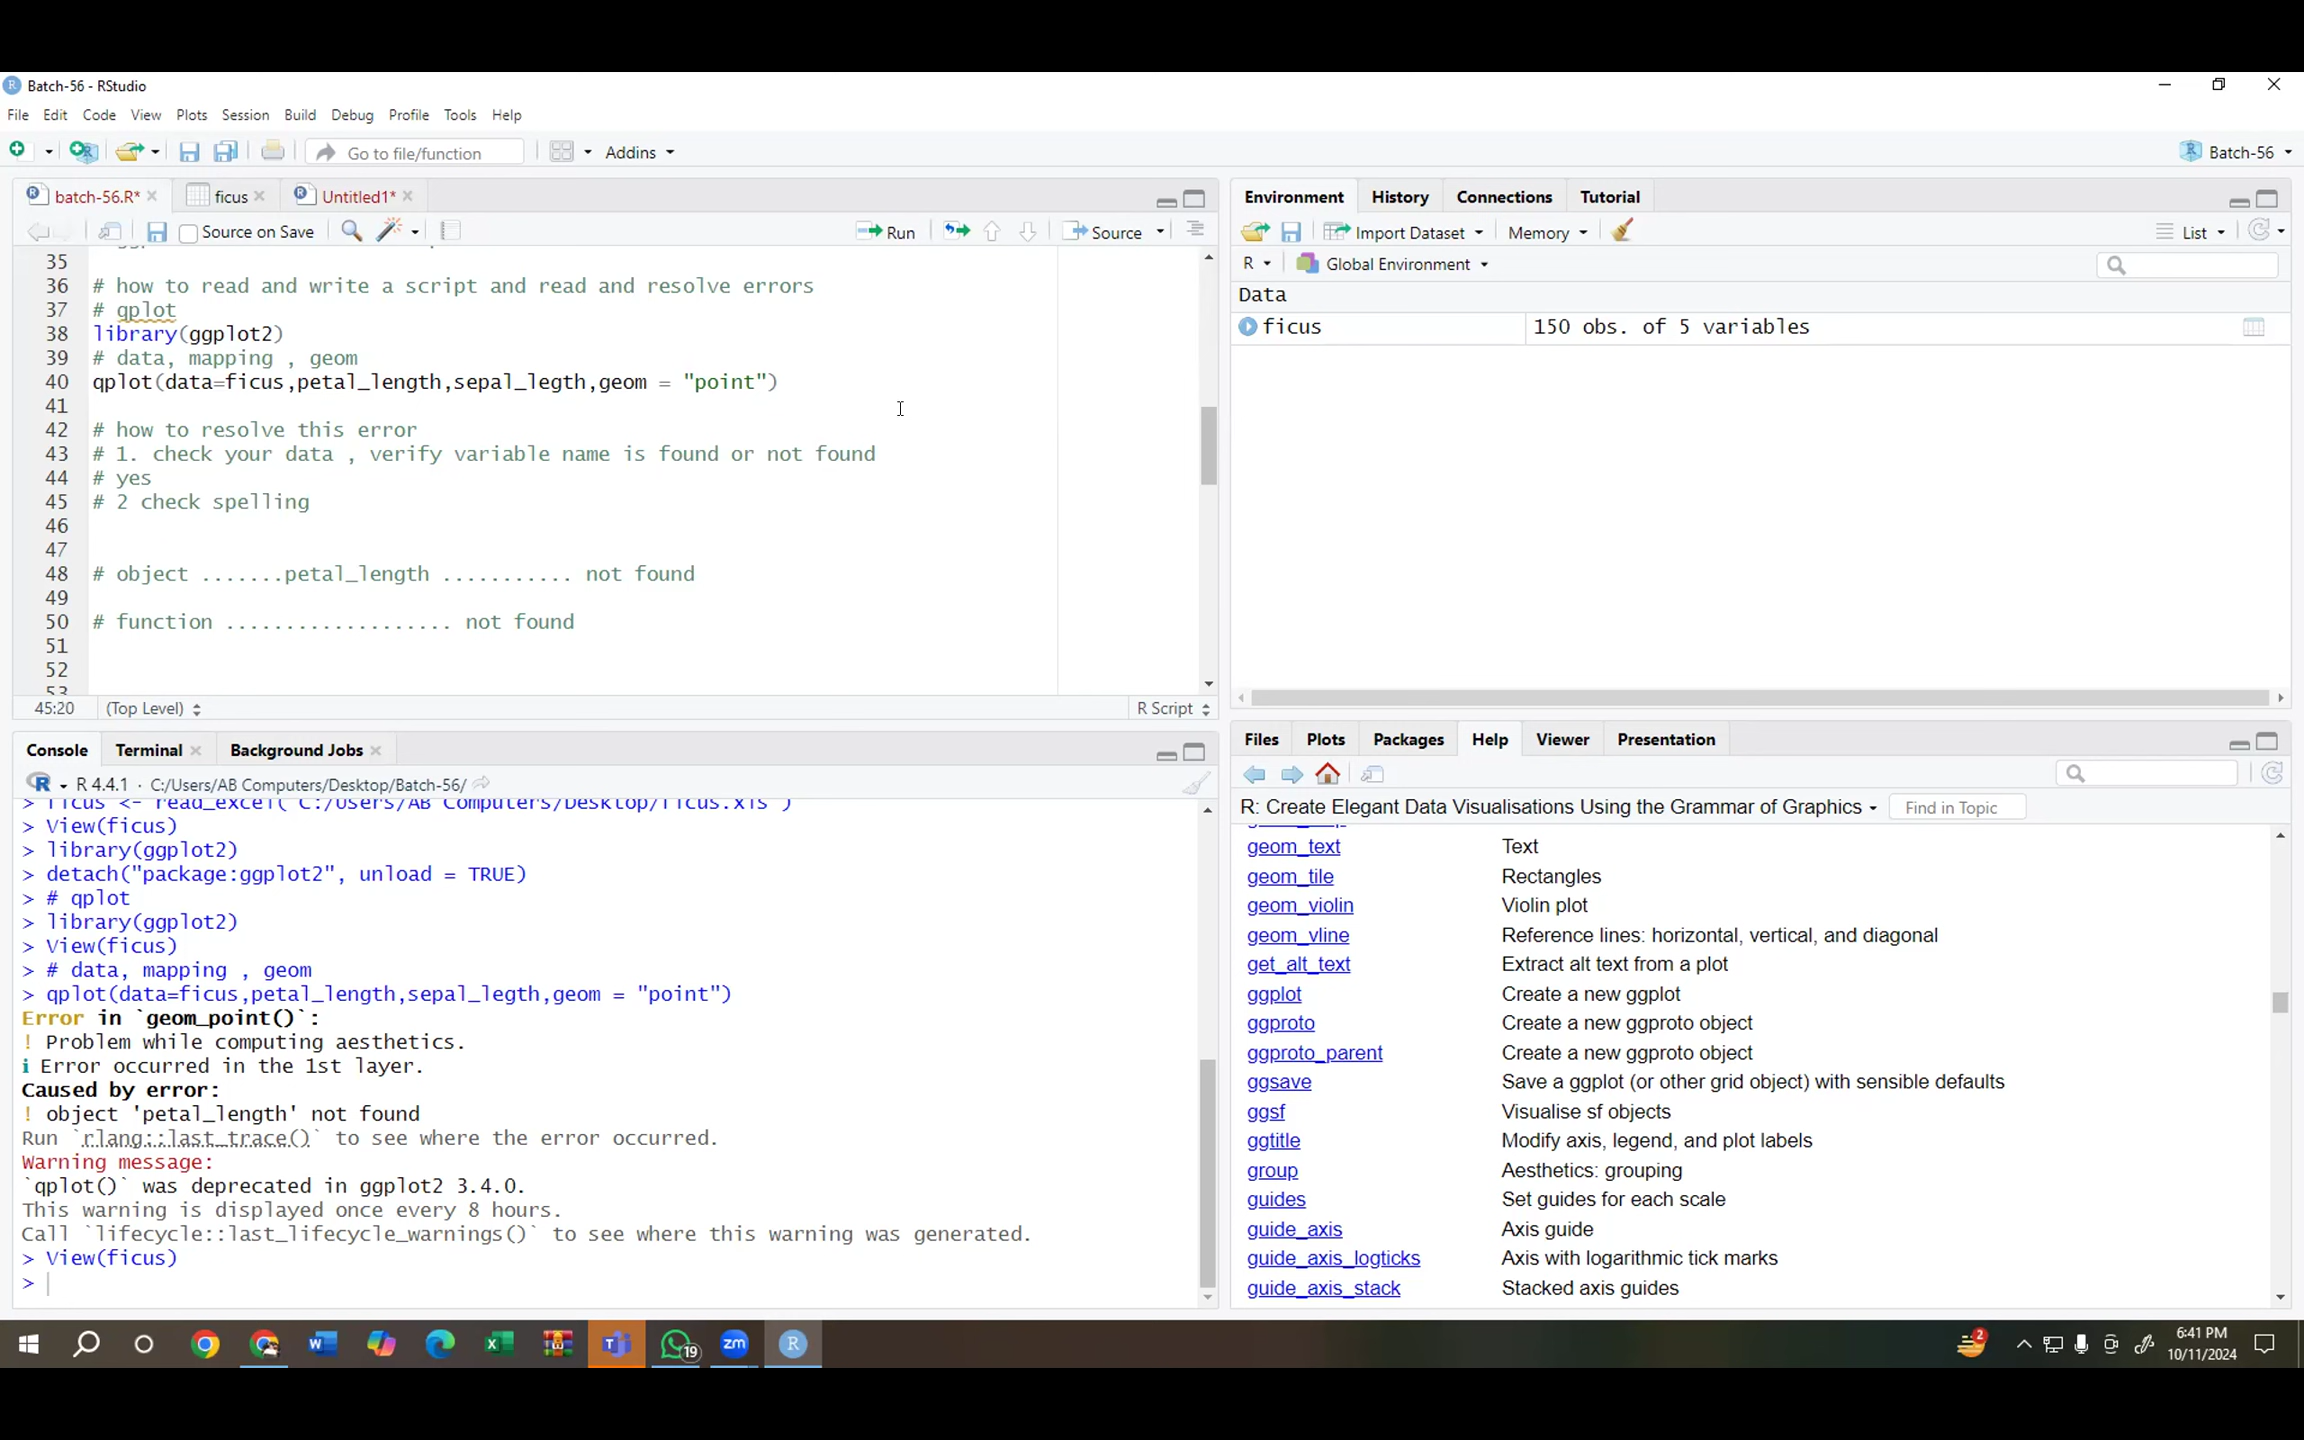 Batch-56 - RStudio
File Edit Code View Plots Session Build Debug Profile Tools Help
Go to file/function Addins Batch-56
batch-56.R* ficus Untitled1*
Source on Save Run Source
35
36 # how to read and write a script and read and resolve errors
37 # qplot
38 library(ggplot2)
39 # data, mapping , geom
40 qplot(data=ficus,petal_length,sepal_legth,geom = "point")
41
42 # how to resolve this error
43 # 1. check your data , verify variable name is found or not found
44 # yes
45 # 2 check spelling
46
47
48 # object .......petal_length ........... not found
49
50 # function ................... not found
51
52
53
45:20 (Top Level) R Script
Console Terminal Background Jobs
R 4.4.1 · C:/Users/AB Computers/Desktop/Batch-56/
> ficus <- read_excel("C:/Users/AB Computers/Desktop/ficus.xls")
> View(ficus)
> library(ggplot2)
> detach("package:ggplot2", unload = TRUE)
> # qplot
> library(ggplot2)
> View(ficus)
> # data, mapping , geom
> qplot(data=ficus,petal_length,sepal_legth,geom = "point")
Error in `geom_point()`:
! Problem while computing aesthetics.
ℹ Error occurred in the 1st layer.
Caused by error:
! object 'petal_length' not found
Run `rlang::last_trace()` to see where the error occurred.
Warning message:
`qplot()` was deprecated in ggplot2 3.4.0.
This warning is displayed once every 8 hours.
Call `lifecycle::last_lifecycle_warnings()` to see where this warning was generated.
> View(ficus)
>
Environment History Connections Tutorial
Import Dataset Memory List
R Global Environment
Data
ficus 150 obs. of 5 variables
Files Plots Packages Help Viewer Presentation
R: Create Elegant Data Visualisations Using the Grammar of Graphics Find in Topic
geom_text Text
geom_tile Rectangles
geom_violin Violin plot
geom_vline Reference lines: horizontal, vertical, and diagonal
get_alt_text Extract alt text from a plot
ggplot Create a new ggplot
ggproto Create a new ggproto object
ggproto_parent Create a new ggproto object
ggsave Save a ggplot (or other grid object) with sensible defaults
ggsf Visualise sf objects
ggtitle Modify axis, legend, and plot labels
group Aesthetics: grouping
guides Set guides for each scale
guide_axis Axis guide
guide_axis_logticks Axis with logarithmic tick marks
guide_axis_stack Stacked axis guides
19
2
6:41 PM
10/11/2024